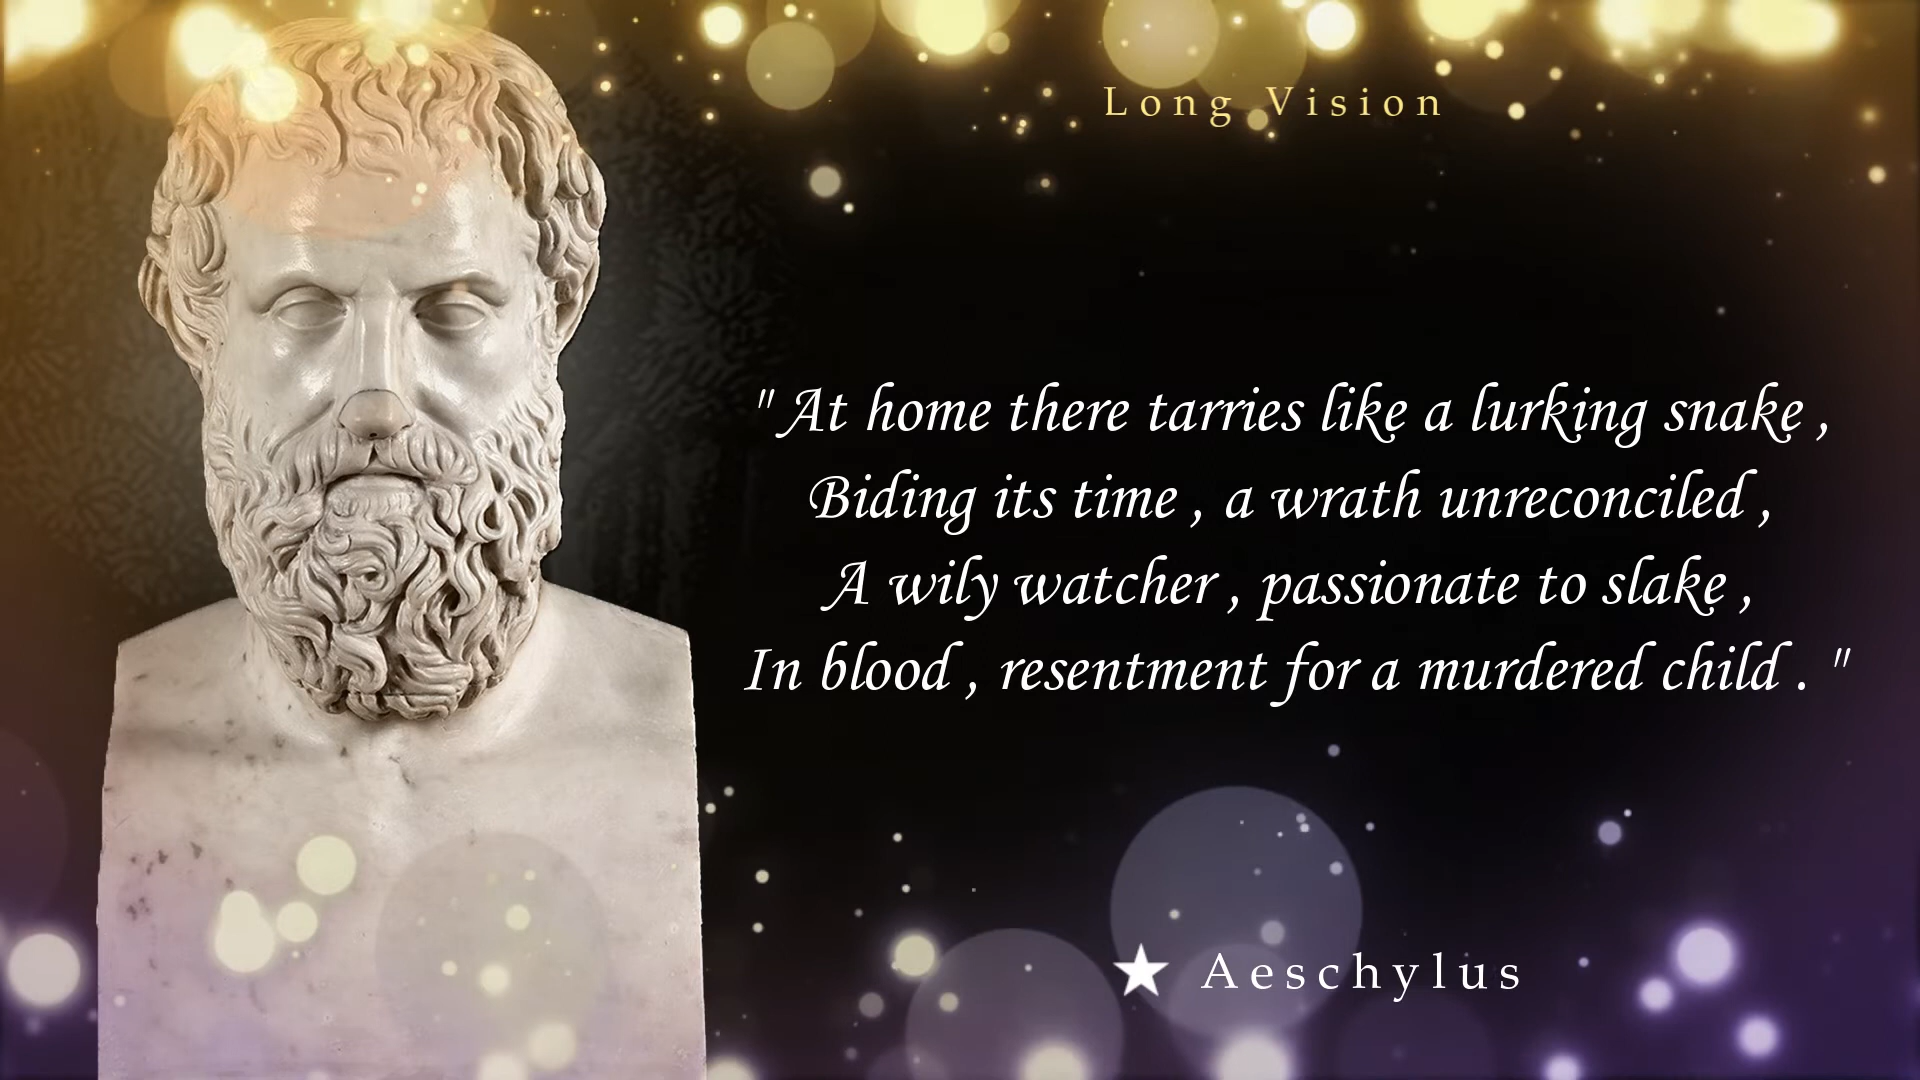 Long Vision
" At home there tarries like a lurking snake ,
Biding its time , a wrath unreconciled ,
A wily watcher , passionate to slake ,
In blood , resentment for a murdered child . "
★ Aeschylus